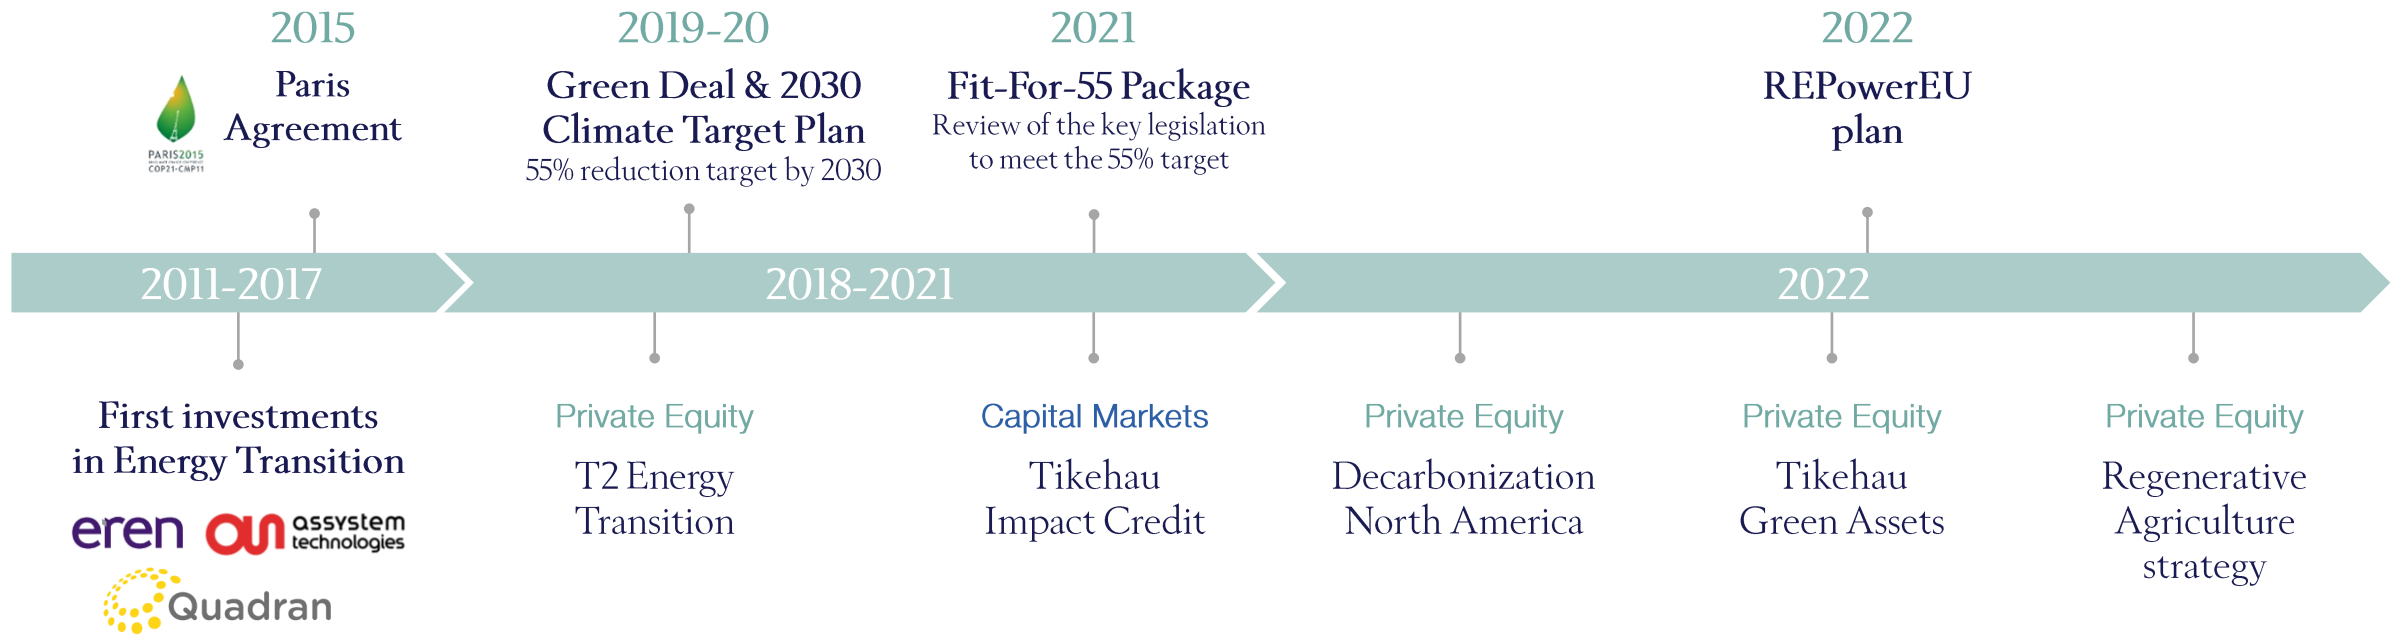 2015
Paris
Agreement
PARIS2015
COP21·CMP11
2019-20
Green Deal & 2030
Climate Target Plan
55% reduction target by 2030
2021
Fit-For-55 Package
Review of the key legislation
to meet the 55% target
2022
REPowerEU
plan
2011-2017
2018-2021
2022
First investments
in Energy Transition
eren
assystem
technologies
Quadran
Private Equity
T2 Energy
Transition
Capital Markets
Tikehau
Impact Credit
Private Equity
Decarbonization
North America
Private Equity
Tikehau
Green Assets
Private Equity
Regenerative
Agriculture
strategy